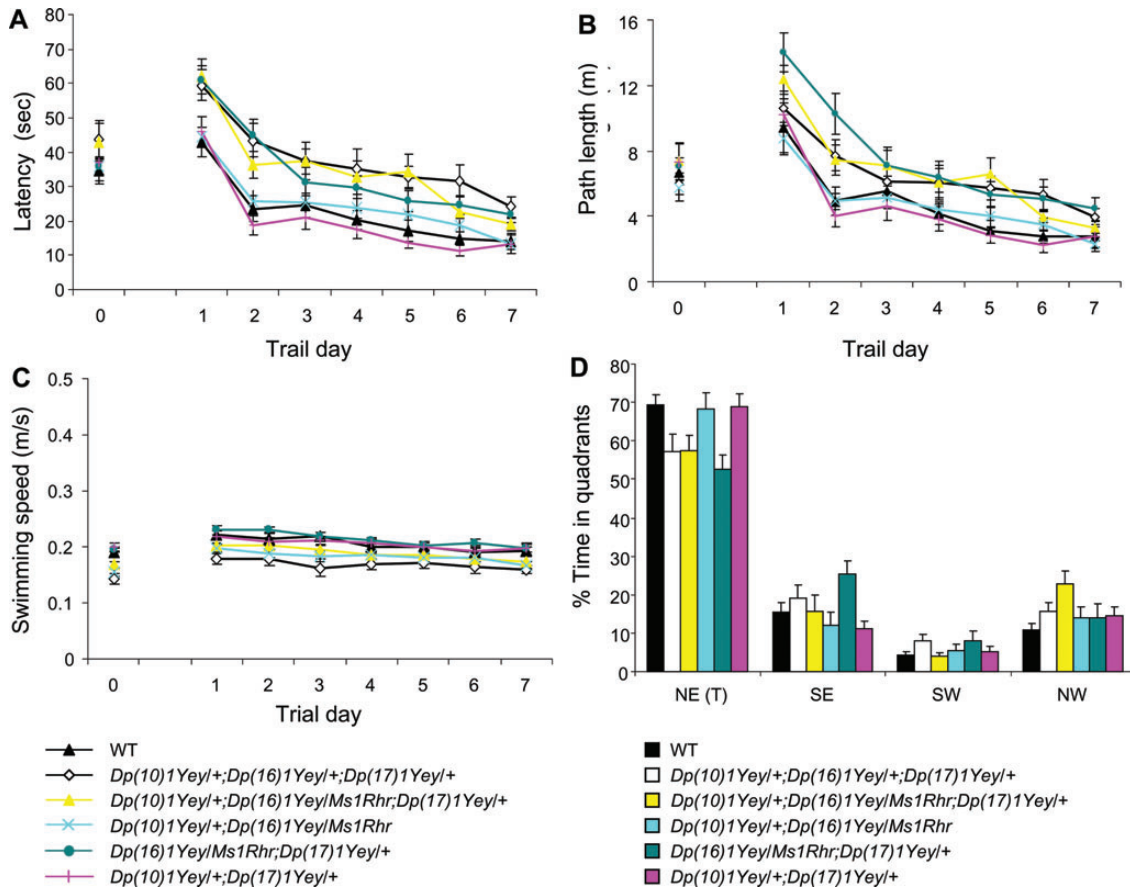 A
80
70
60
50
40
30
20
10
0
Latency (sec)
0 1 2 3 4 5 6 7
Trail day
B
16
12
8
4
0
Path length (m)
0 1 2 3 4 5 6 7
Trail day
C
0.5
0.4
0.3
0.2
0.1
0
Swimming speed (m/s)
0 1 2 3 4 5 6 7
Trial day
D
80
70
60
50
40
30
20
10
0
% Time in quadrants
NE (T) SE SW NW
WT
Dp(10)1Yey/+;Dp(16)1Yey/+;Dp(17)1Yey/+
Dp(10)1Yey/+;Dp(16)1Yey/Ms1Rhr;Dp(17)1Yey/+
Dp(10)1Yey/+;Dp(16)1Yey/Ms1Rhr
Dp(16)1Yey/Ms1Rhr;Dp(17)1Yey/+
Dp(10)1Yey/+;Dp(17)1Yey/+
WT
Dp(10)1Yey/+;Dp(16)1Yey/+;Dp(17)1Yey/+
Dp(10)1Yey/+;Dp(16)1Yey/Ms1Rhr;Dp(17)1Yey/+
Dp(10)1Yey/+;Dp(16)1Yey/Ms1Rhr
Dp(16)1Yey/Ms1Rhr;Dp(17)1Yey/+
Dp(10)1Yey/+;Dp(17)1Yey/+